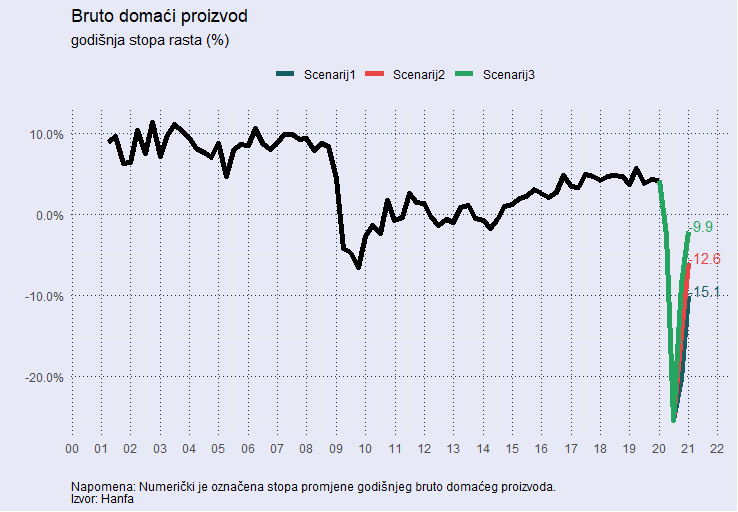 Bruto domaći proizvod
godišnja stopa rasta (%)
Scenarij1 Scenarij2 Scenarij3
10.0%
0.0%
-10.0%
-20.0%
-9.9
-12.6
-15.1
00 01 02 03 04 05 06 07 08 09 10 11 12 13 14 15 16 17 18 19 20 21 22
Napomena: Numerički je označena stopa promjene godišnjeg bruto domaćeg proizvoda.
Izvor: Hanfa